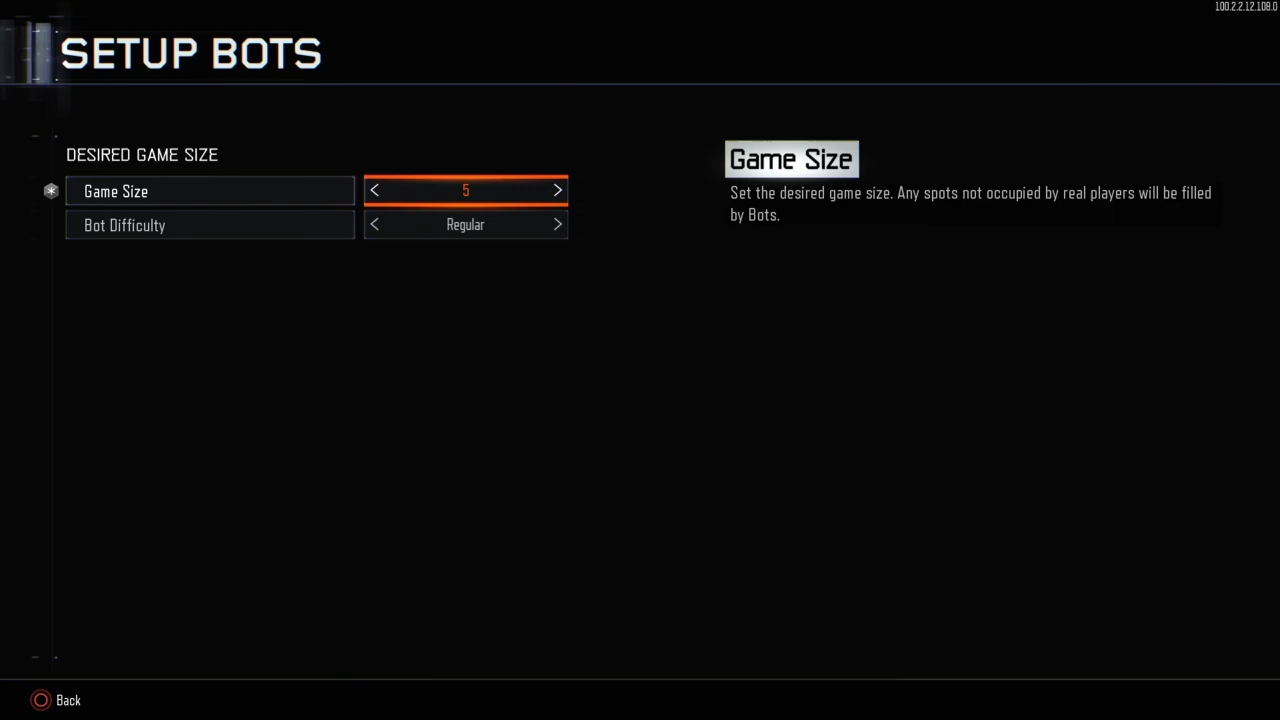 100.2.2.12.108.0
SETUP BOTS
DESIRED GAME SIZE
Game Size
5
Bot Difficulty
Regular
Game Size
Set the desired game size. Any spots not occupied by real players will be filled
by Bots.
Back